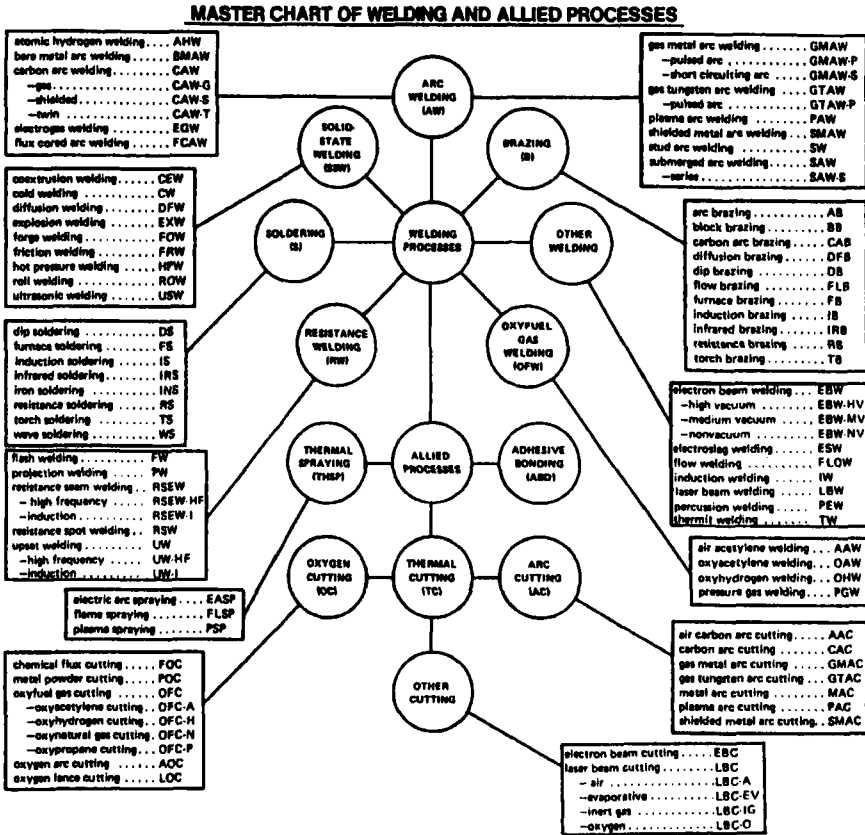 MASTER CHART OF WELDING AND ALLIED PROCESSES
atomic hydrogen welding .... AHW
bare metal arc welding ....... BMAW
carbon arc welding ........ CAW
–gas ................ CAW-G
–shielded ............ CAW-S
–twin ............... CAW-T
electrogas welding ......... EGW
flux cored arc welding ...... FCAW
ARC
WELDING
(AW)
gas metal arc welding ....... GMAW
–pulsed arc ............ GMAW-P
–short circuiting arc ..... GMAW-S
gas tungsten arc welding .... GTAW
–pulsed arc ........... GTAW-P
plasma arc welding ......... PAW
shielded metal arc welding ... SMAW
stud arc welding ........... SW
submerged arc welding ...... SAW
–series ............... SAW-S
SOLID-
STATE
WELDING
(SSW)
BRAZING
(B)
coextrusion welding ........ CEW
cold welding ............. CW
diffusion welding .......... DFW
explosion welding ......... EXW
forge welding ............. FOW
friction welding ........... FRW
hot pressure welding ....... HPW
roll welding .............. ROW
ultrasonic welding ......... USW
SOLDERING
(S)
WELDING
PROCESSES
OTHER
WELDING
arc brazing ........... AB
block brazing ......... BB
carbon arc brazing ..... CAB
diffusion brazing ...... DFB
dip brazing ........... DB
flow brazing .......... FLB
furnace brazing ....... FB
induction brazing ...... IB
infrared brazing ....... IRB
resistance brazing ..... RB
torch brazing ......... TB
dip soldering ........... DS
furnace soldering ........ FS
induction soldering ...... IS
infrared soldering ....... IRS
iron soldering .......... INS
resistance soldering ...... RS
torch soldering ......... TS
wave soldering ......... WS
RESISTANCE
WELDING
(RW)
OXYFUEL
GAS
WELDING
(OFW)
electron beam welding ... EBW
–high vacuum ....... EBW-HV
–medium vacuum .... EBW-MV
–nonvacuum ........ EBW-NV
electroslag welding ...... ESW
flow welding ........... FLOW
induction welding ....... IW
laser beam welding ...... LBW
percussion welding ...... PEW
thermit welding ........ TW
flash welding ........... FW
projection welding ....... PW
resistance seam welding .. RSEW
– high frequency ...... RSEW-HF
–induction .......... RSEW-I
resistance spot welding .. RSW
upset welding .......... UW
–high frequency ...... UW-HF
–induction .......... UW-I
THERMAL
SPRAYING
(THSP)
ALLIED
PROCESSES
ADHESIVE
BONDING
(ABD)
air acetylene welding .... AAW
oxyacetylene welding .... OAW
oxyhydrogen welding .... OHW
pressure gas welding ..... PGW
electric arc spraying .... EASP
flame spraying ....... FLSP
plasma spraying ...... PSP
OXYGEN
CUTTING
(OC)
THERMAL
CUTTING
(TC)
ARC
CUTTING
(AC)
chemical flux cutting ..... FOC
metal powder cutting ..... POC
oxyfuel gas cutting ...... OFC
–oxyacetylene cutting .. OFC-A
–oxyhydrogen cutting .. OFC-H
–oxynatural gas cutting . OFC-N
–oxypropane cutting ... OFC-P
oxygen arc cutting ...... AOC
oxygen lance cutting ..... LOC
OTHER
CUTTING
air carbon arc cutting ..... AAC
carbon arc cutting ....... CAC
gas metal arc cutting ..... GMAC
gas tungsten arc cutting ... GTAC
metal arc cutting ........ MAC
plasma arc cutting ....... PAC
shielded metal arc cutting .. SMAC
electron beam cutting ..... EBC
laser beam cutting ....... LBC
– air ............... LBC-A
–evaporative ......... LBC-EV
–inert gas ........... LBC-IG
–oxygen ............ LBC-O